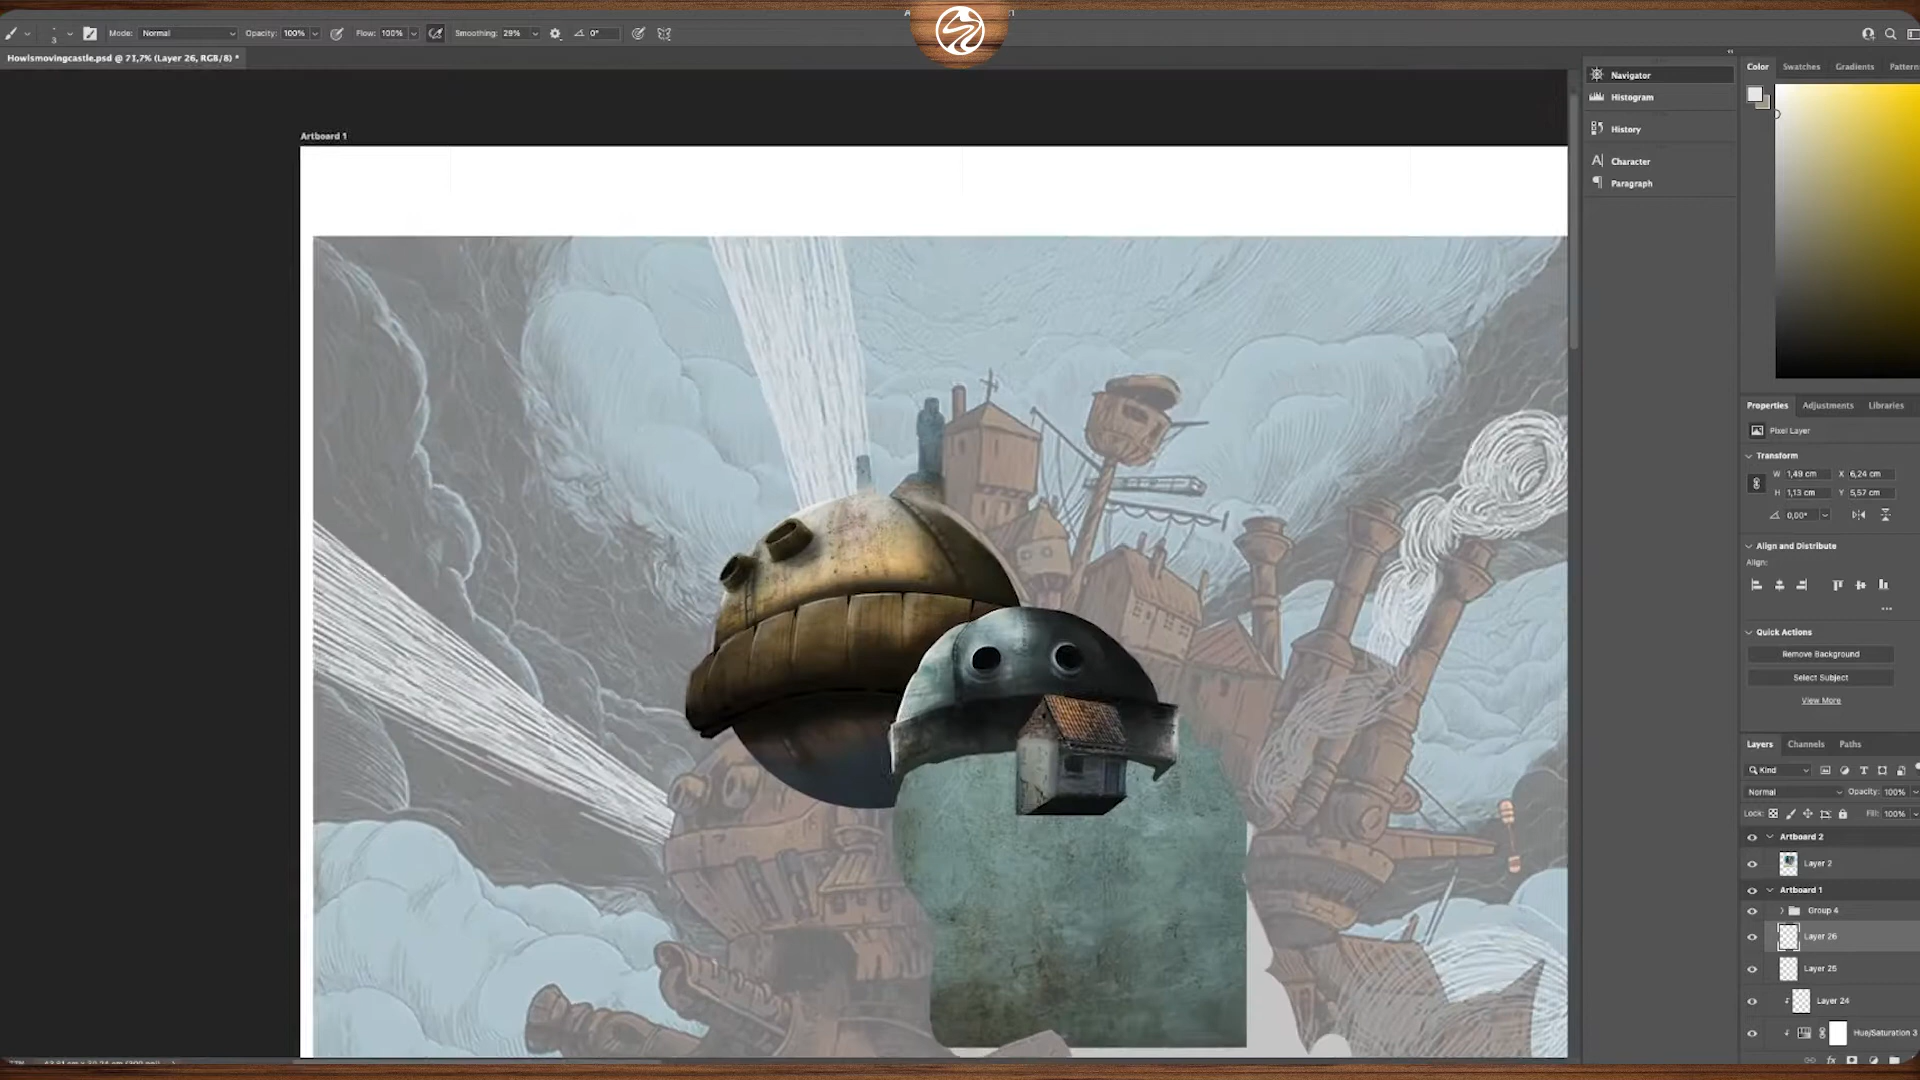 3
Mode: Normal
Opacity: 100%
Flow: 100%
Smoothing: 29%
0°
Howlsmovingcastle.psd @ 71,7% (Layer 26, RGB/8) *
Artboard 1
Navigator
Histogram
History
Character
Paragraph
Color
Swatches
Gradients
Pattern
Properties
Adjustments
Libraries
Pixel Layer
Transform
W 1,49 cm
X 6,24 cm
H 1,13 cm
Y 5,57 cm
0,00°
Align and Distribute
Align:
Quick Actions
Remove Background
Select Subject
View More
Layers
Channels
Paths
Kind
Normal
Opacity: 100%
Lock:
Fill: 100%
Artboard 2
Layer 2
Artboard 1
Group 4
Layer 26
Layer 25
Layer 24
Hue/Saturation 3
fx